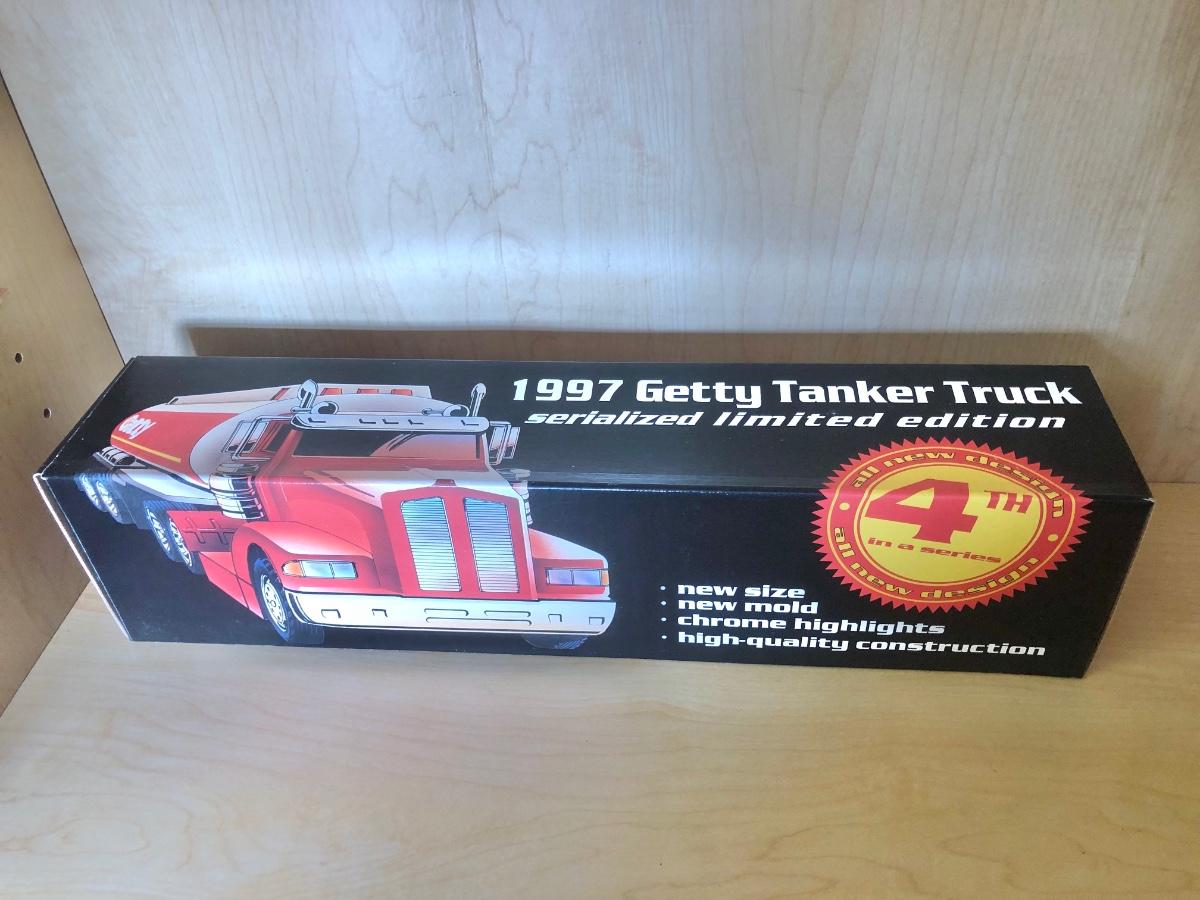 1997 Getty Tanker Truck
serialized limited edition
Getty
all new design
4TH
in a series
all new design
· new size
· new mold
· chrome highlights
· high-quality construction